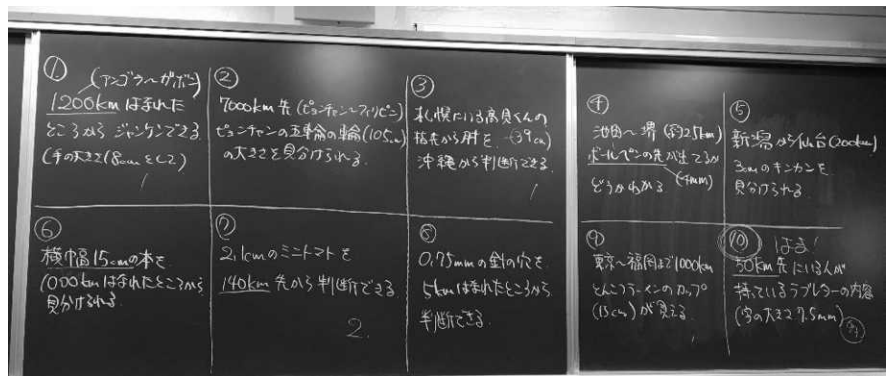 ①
(アンゴラ〜ガボン)
1200km はなれた
ところから ジャンケンできる
(手の大きさ18cmとして)
②
7000km 先 (ピョンチャン〜フィリピン)
ピョンチャンの五輪の輪(105cm)
の大きさを見分けられる.
③
札幌にいる高見くんの
指先から肘を (39cm)
沖縄から判断できる.
④
池田〜堺 (約25km)
ボールペンの先が出てるか
(4mm)
どうかわかる
⑤
新潟から仙台(200km)
3cmのキンカンを
見分けられる
⑥
横幅15cmの本を
1000kmはなれたところから
見分けられる
⑦
2.1cmのミニトマトを
140km 先から判断できる
2
⑧
0.75mmの針の穴を
5kmはなれたところから
判断できる.
⑨
東京〜福岡まで1000km
とんこつラーメンのカップ
(15cm) が見える
⑩
50km先にいる人が
持っているラブレターの内容
(字の大きさ7.5mm)